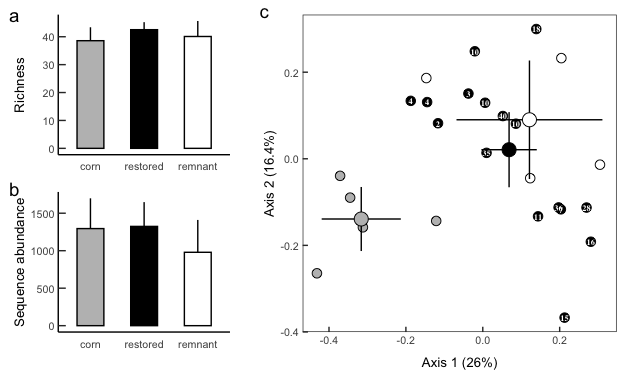 a
Richness
40
30
20
10
0
corn restored remnant
b
Sequence abundance
1500
1000
500
0
corn restored remnant
c
Axis 2 (16.4%)
0.2
0.0
-0.2
-0.4
18
10
3
4
4
10
2
10
35
11
28
16
15
-0.4 -0.2 0.0 0.2
Axis 1 (26%)